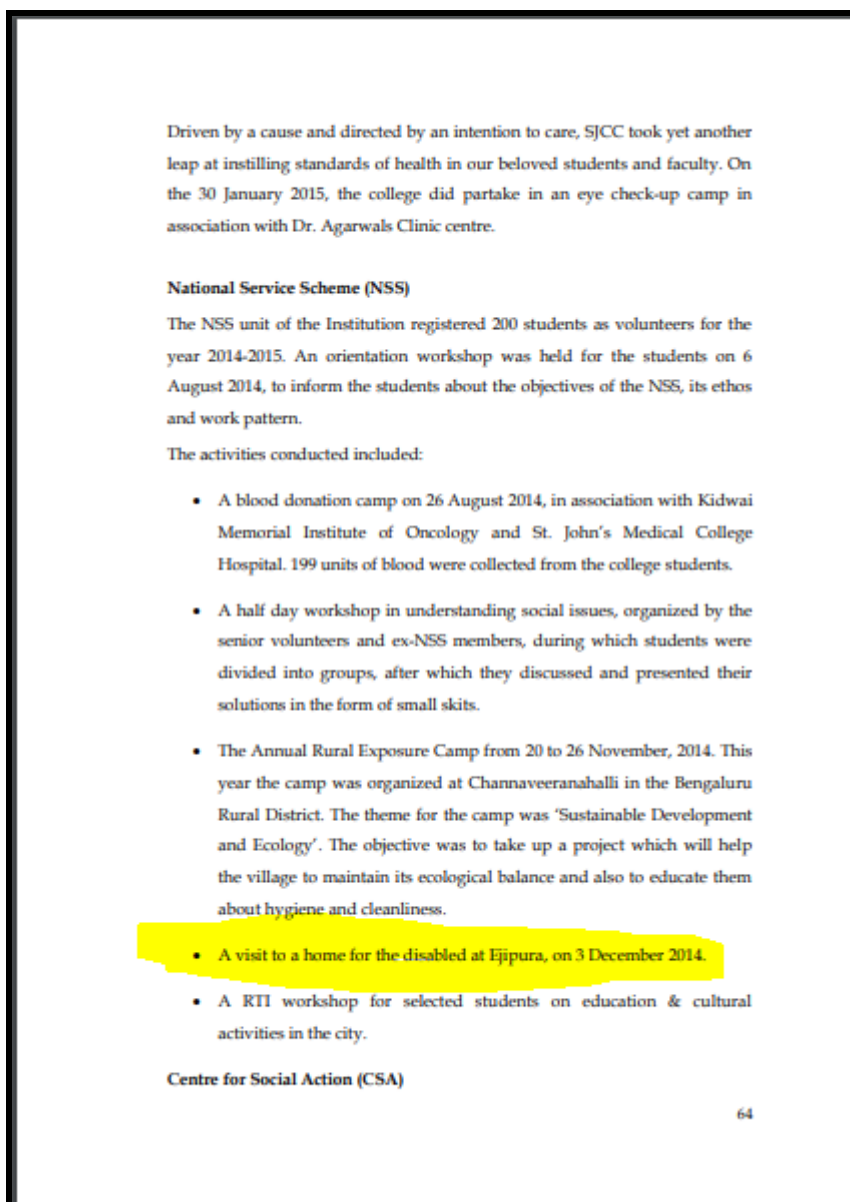 Driven by a cause and directed by an intention to care, SJCC took yet another
leap at instilling standards of health in our beloved students and faculty. On
the 30 January 2015, the college did partake in an eye check-up camp in
association with Dr. Agarwals Clinic centre.
National Service Scheme (NSS)
The NSS unit of the Institution registered 200 students as volunteers for the
year 2014-2015. An orientation workshop was held for the students on 6
August 2014, to inform the students about the objectives of the NSS, its ethos
and work pattern.
The activities conducted included:
• A blood donation camp on 26 August 2014, in association with Kidwai
Memorial Institute of Oncology and St. John's Medical College
Hospital. 199 units of blood were collected from the college students.
• A half day workshop in understanding social issues, organized by the
senior volunteers and ex-NSS members, during which students were
divided into groups, after which they discussed and presented their
solutions in the form of small skits.
• The Annual Rural Exposure Camp from 20 to 26 November, 2014. This
year the camp was organized at Channaveeranahalli in the Bengaluru
Rural District. The theme for the camp was 'Sustainable Development
and Ecology'. The objective was to take up a project which will help
the village to maintain its ecological balance and also to educate them
about hygiene and cleanliness.
• A visit to a home for the disabled at Ejipura, on 3 December 2014.
• A RTI workshop for selected students on education & cultural
activities in the city.
Centre for Social Action (CSA)
64